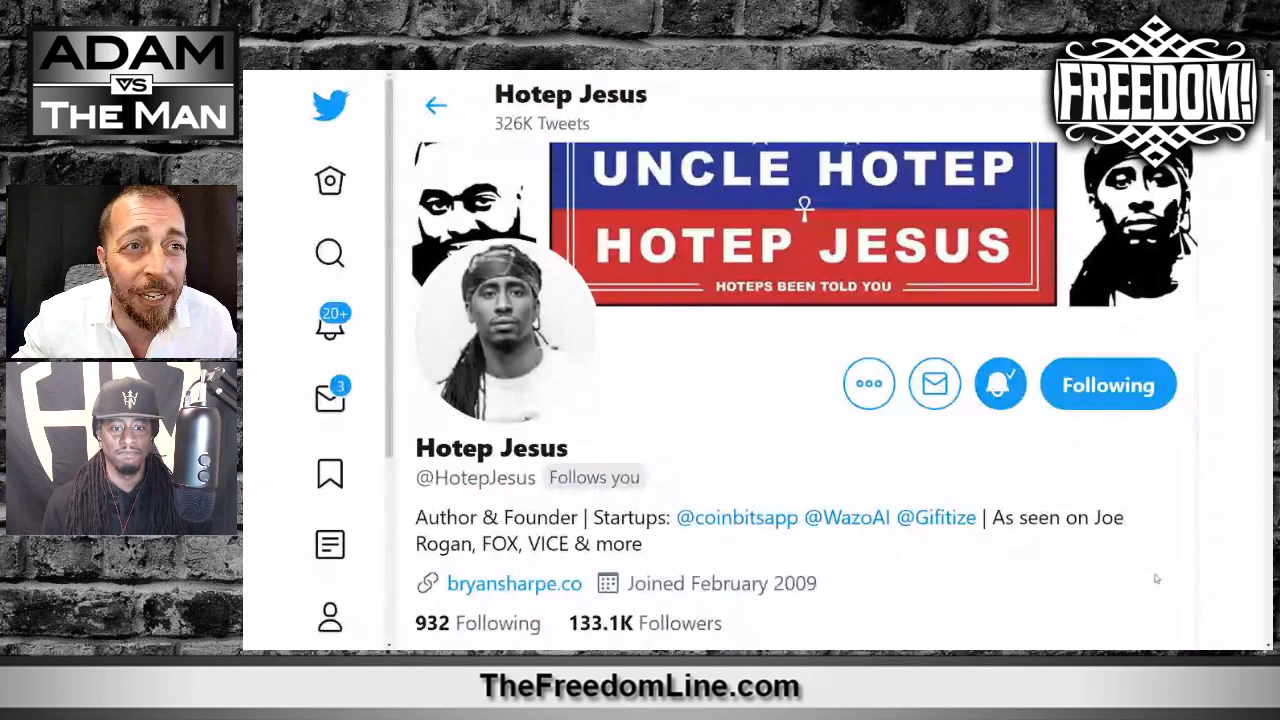 ADAM
VS
THE MAN
FREEDOM!
Hotep Jesus
326K Tweets
UNCLE HOTEP
HOTEP JESUS
HOTEPS BEEN TOLD YOU
20+
3
Following
Hotep Jesus
@HotepJesus Follows you
Author & Founder | Startups: @coinbitsapp @WazoAI @Gifitize | As seen on Joe
Rogan, FOX, VICE & more
bryansharpe.co Joined February 2009
932 Following 133.1K Followers
TheFreedomLine.com